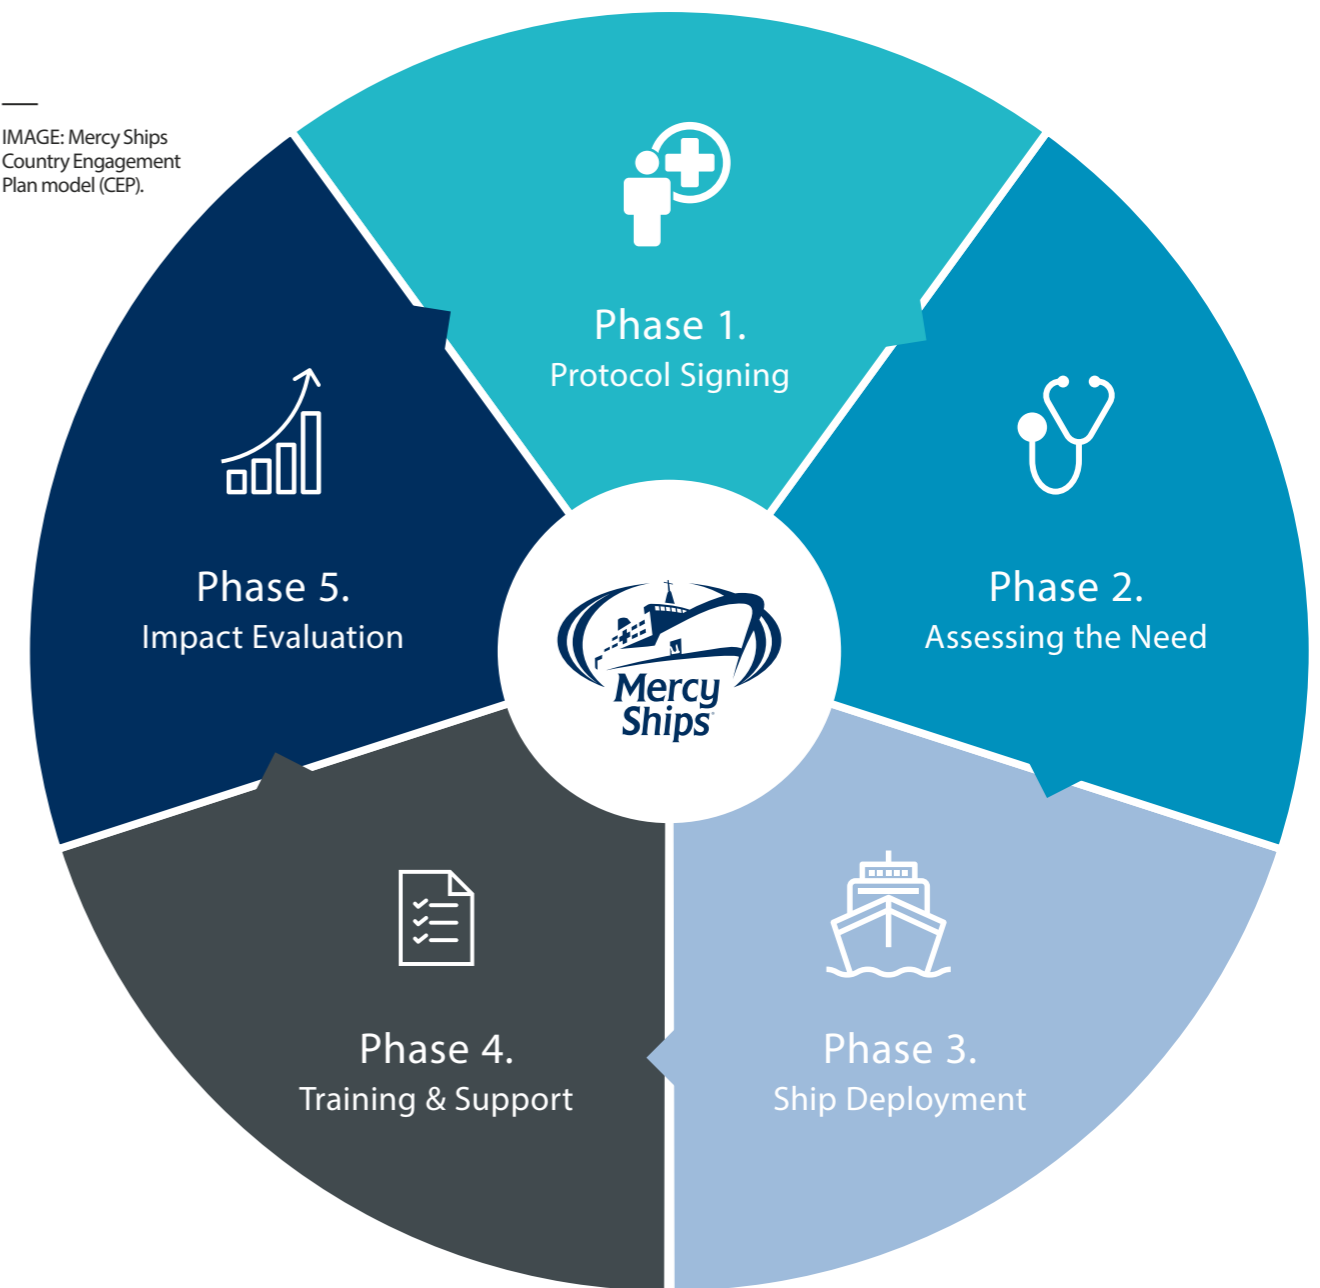 IMAGE: Mercy Ships
Country Engagement
Plan model (CEP).
Phase 1.
Protocol Signing
Phase 2.
Assessing the Need
Phase 3.
Ship Deployment
Phase 4.
Training & Support
Phase 5.
Impact Evaluation
Mercy
Ships